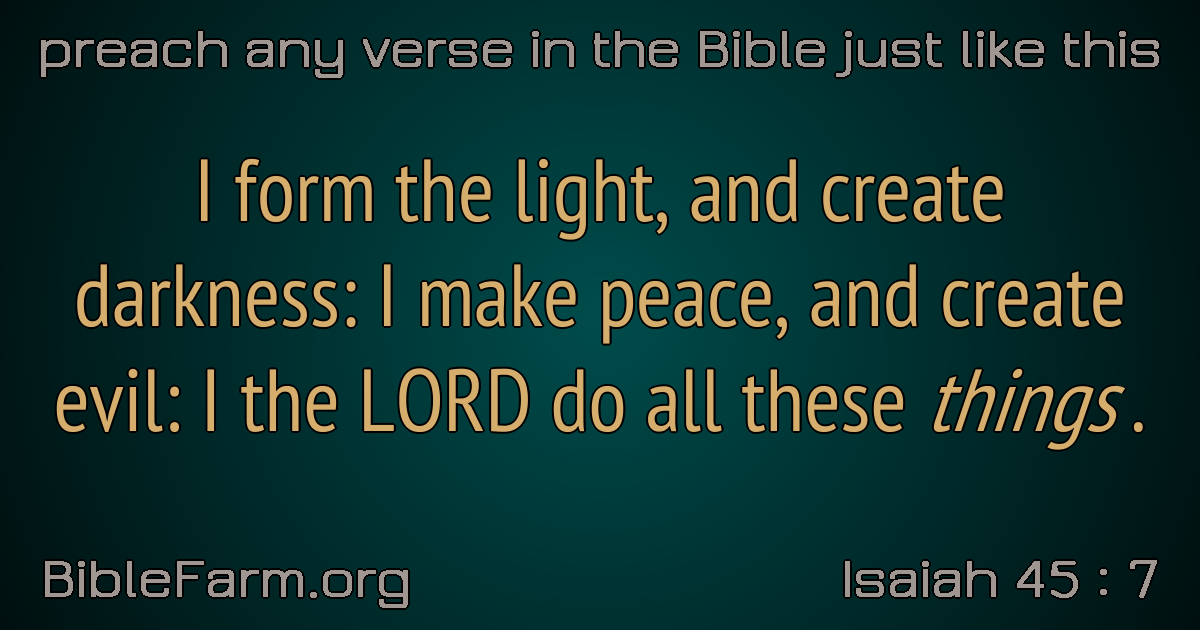 preach any verse in the Bible just like this
I form the light, and create
darkness: I make peace, and create
evil: I the LORD do all these things .
BibleFarm.org
Isaiah 45 : 7